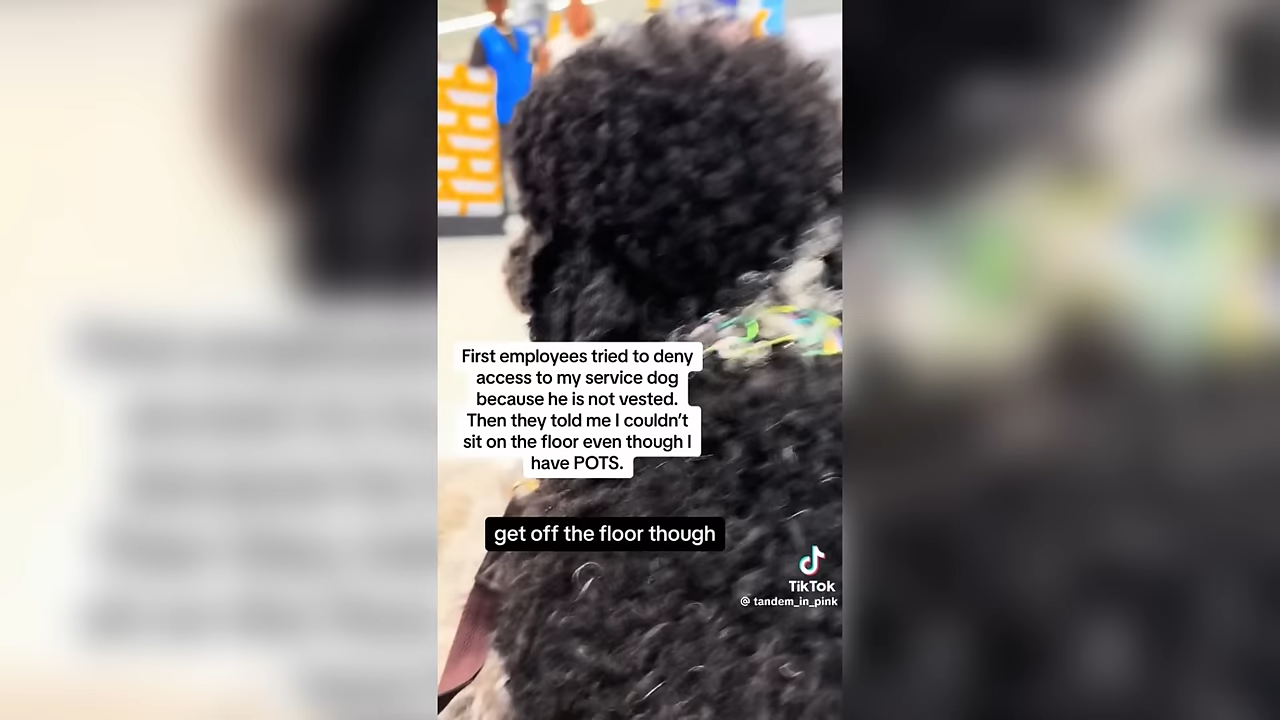 First employees tried to deny
access to my service dog
because he is not vested.
Then they told me I couldn’t
sit on the floor even though I
have POTS.
get off the floor though
TikTok
@ tandem_in_pink